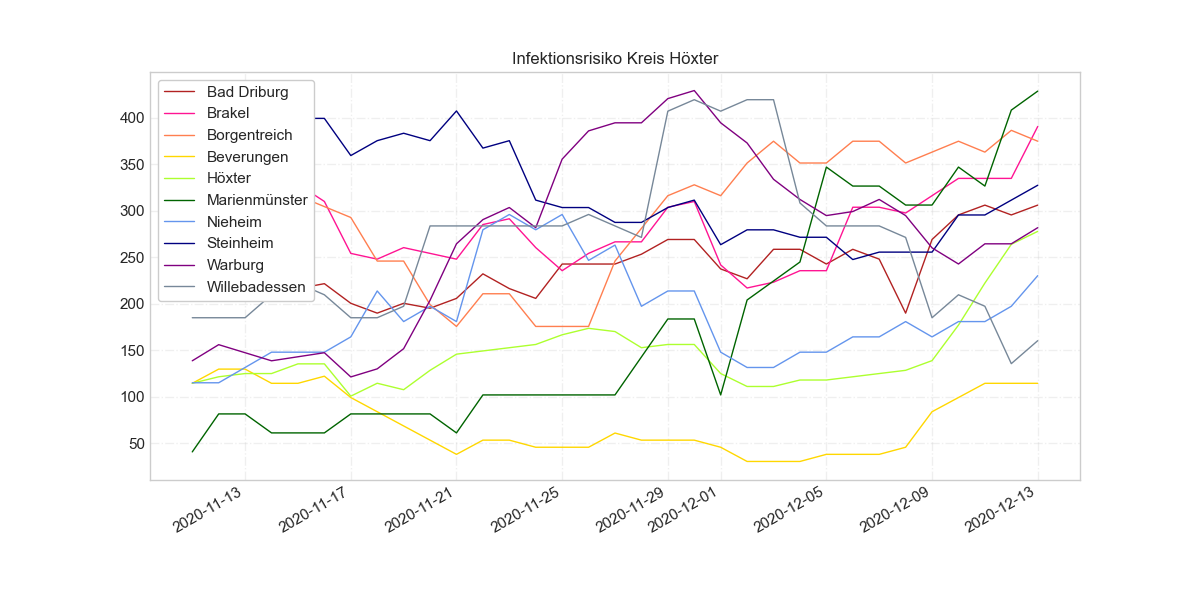 Infektionsrisiko Kreis Höxter
Bad Driburg
Brakel
Borgentreich
Beverungen
Höxter
Marienmünster
Nieheim
Steinheim
Warburg
Willebadessen
400
350
300
250
200
150
100
50
2020-11-13
2020-11-17
2020-11-21
2020-11-25
2020-11-29
2020-12-01
2020-12-05
2020-12-09
2020-12-13